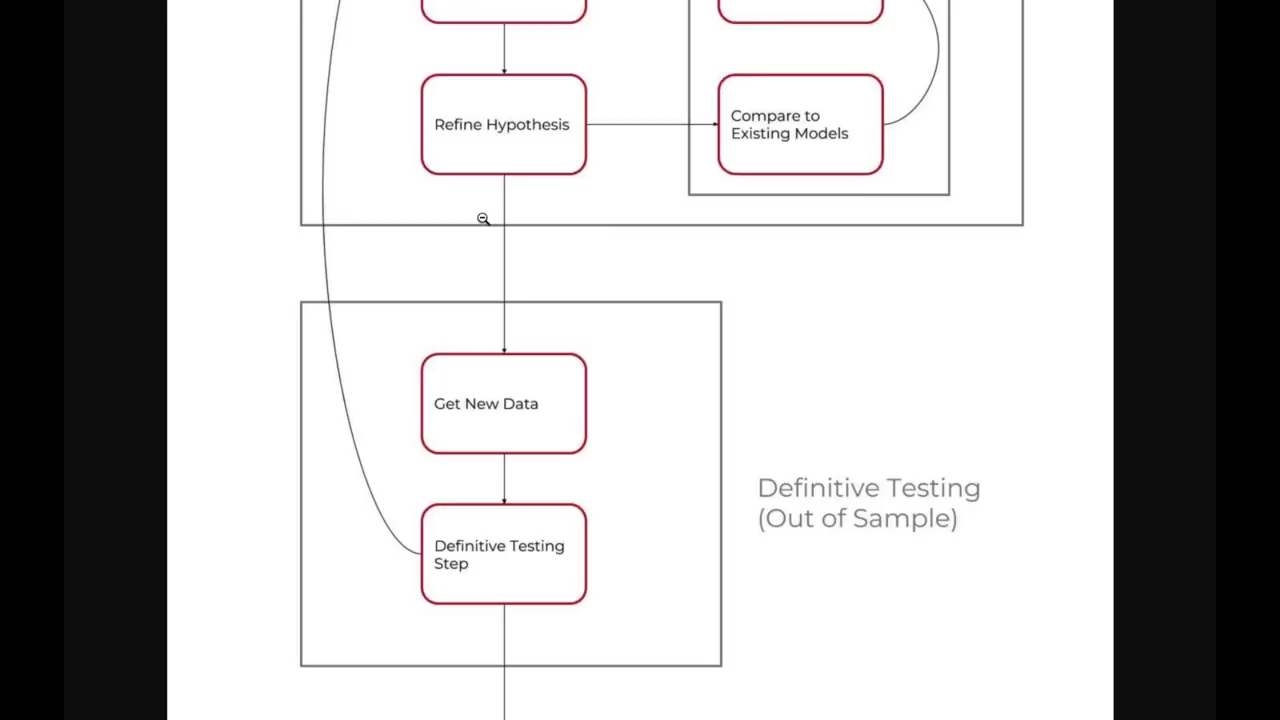 Refine Hypothesis
Compare to
Existing Models
Get New Data
Definitive Testing
(Out of Sample)
Definitive Testing
Step